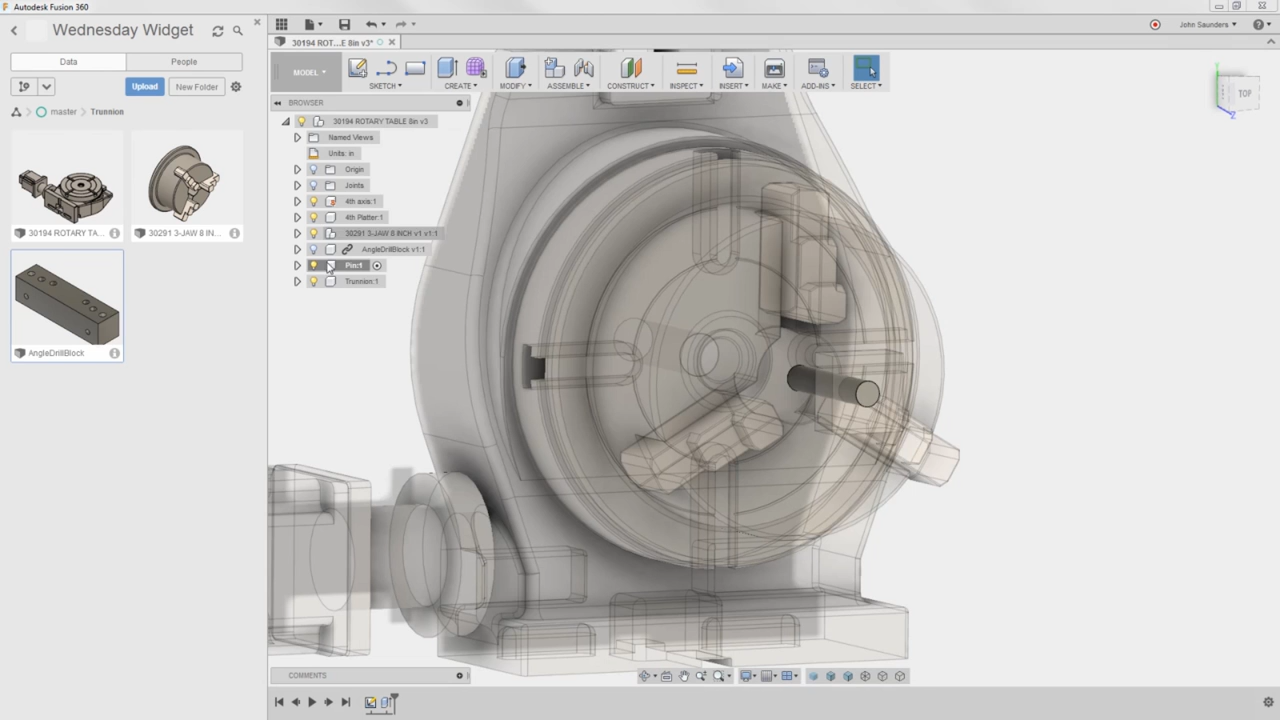 Autodesk Fusion 360
Wednesday Widget
John Saunders
30194 ROT...E 8in v3*
Data
People
MODEL
SKETCH
CREATE
MODIFY
ASSEMBLE
CONSTRUCT
INSPECT
INSERT
MAKE
ADD-INS
SELECT
Upload
New Folder
TOP
Y
Z
BROWSER
master
Trunnion
30194 ROTARY TABLE 8in v3
Named Views
Units: in
Origin
Joints
4th axis:1
4th Platter:1
30194 ROTARY TA...
30291 3-JAW 8 IN...
30291 3-JAW 8 INCH v1 v1:1
AngleDrillBlock v1:1
Pin:1
Trunnion:1
AngleDrillBlock
COMMENTS